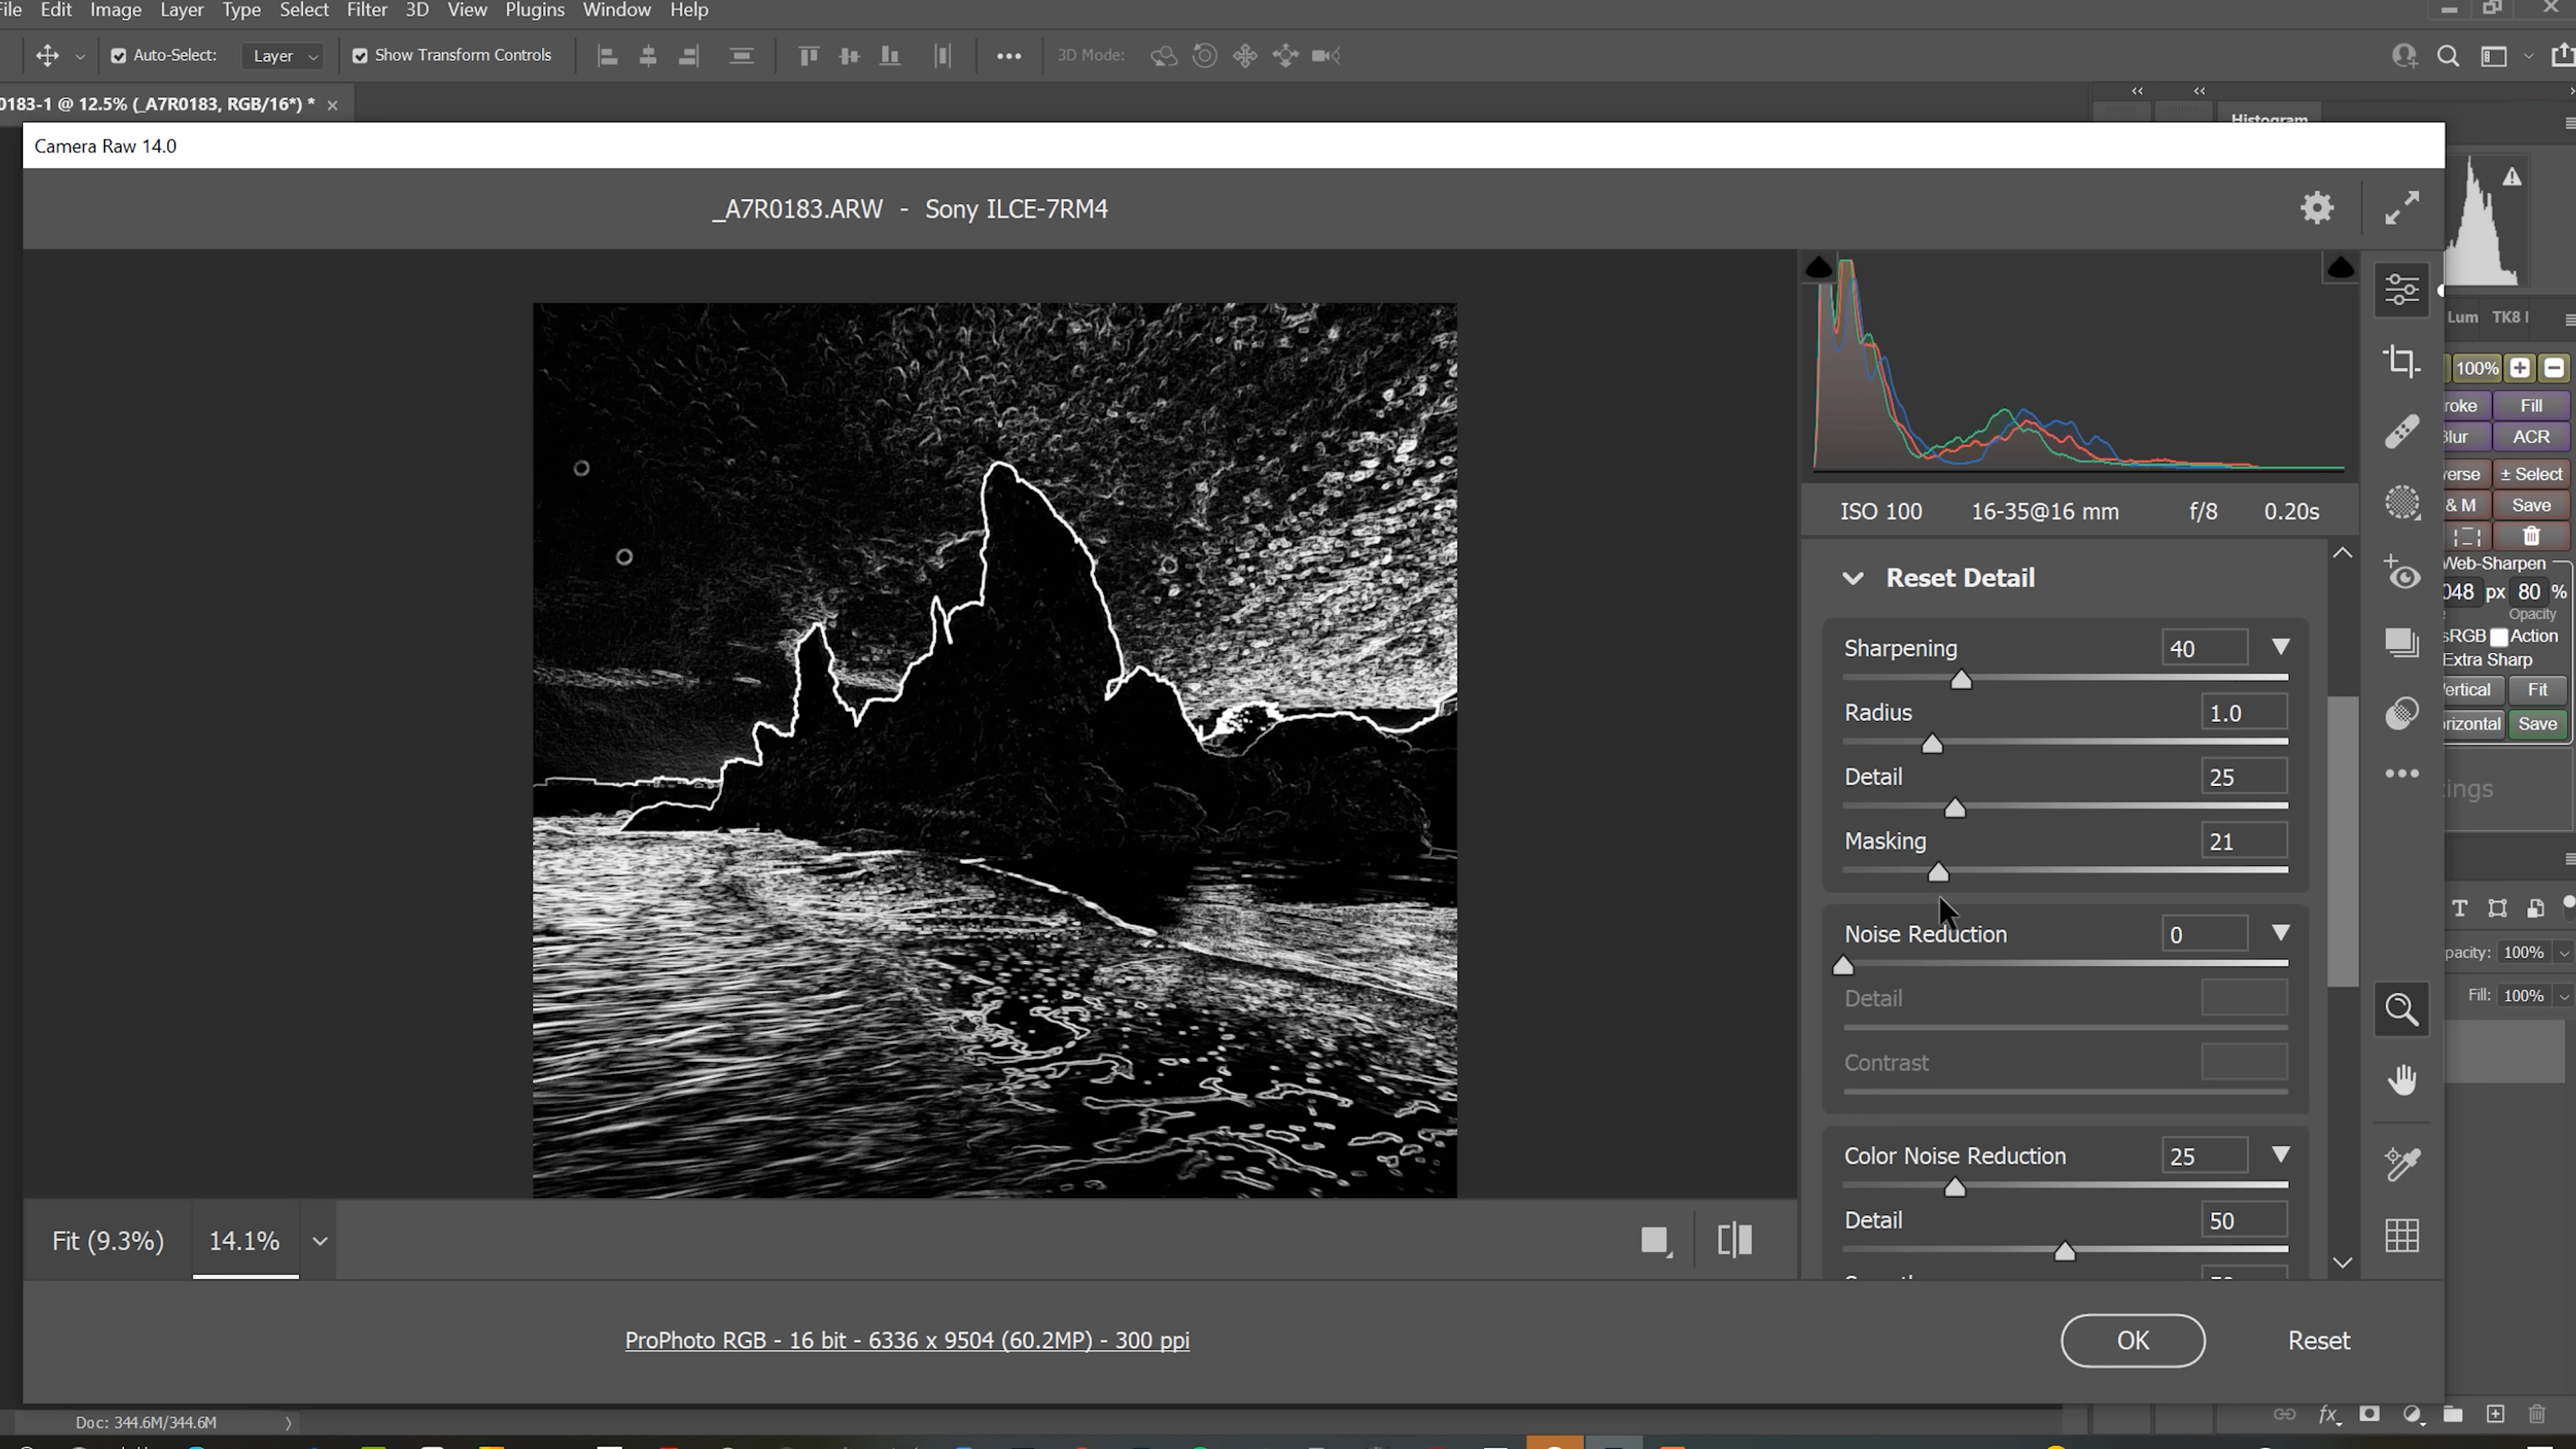 Edit Image Layer Type Select Filter 3D View Plugins Window Help
Auto-Select: Layer Show Transform Controls 3D Mode:
0183-1 @ 12.5% (_A7R0183, RGB/16*) *
Histogram
Camera Raw 14.0
_A7R0183.ARW - Sony ILCE-7RM4
Lum TK8
100%
Fill
ACR
± Select
& M Save
ISO 100 16-35@16 mm f/8 0.20s
Reset Detail
Web-Sharpen
048 px 80 %
Opacity
sRGB Action
Extra Sharp
Fit
Save
Sharpening 40
Radius 1.0
Detail 25
Masking 21
Noise Reduction 0
Detail
Contrast
Color Noise Reduction 25
Detail 50
100%
Fill: 100%
Fit (9.3%) 14.1%
ProPhoto RGB - 16 bit - 6336 x 9504 (60.2MP) - 300 ppi
OK Reset
Doc: 344.6M/344.6M
fx